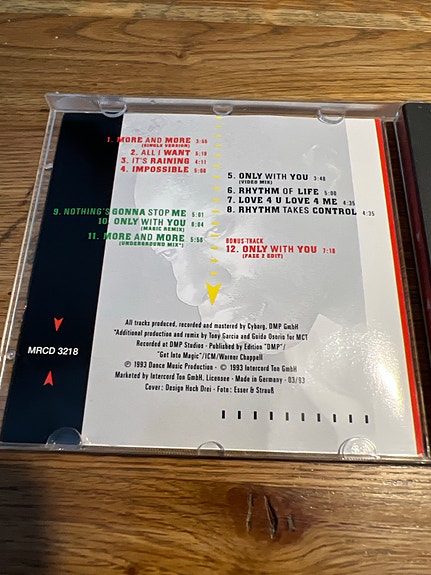 1. MORE AND MORE 3:58
(SINGLE VERSION)
2. ALL I WANT 5:18
3. IT'S RAINING 4:11
4. IMPOSSIBLE 5:08
5. ONLY WITH YOU 3:48
(VIDEO MIX)
6. RHYTHM OF LIFE 5:00
7. LOVE 4 U LOVE 4 ME 4:35
8. RHYTHM TAKES CONTROL 4:35
9. NOTHING'S GONNA STOP ME 5:01
10. ONLY WITH YOU 6:04
(MAGIC REMIX)
11. MORE AND MORE 5:50
(UNDERGROUND MIX*)
BONUS-TRACK
12. ONLY WITH YOU 7:10
(FASE 2 EDIT)
All tracks produced, recorded and mastered by Cyborg, DMP GmbH
*Additional production and remix by Tony Garcia and Guido Osorio for MCT
Recorded at DMP Studios · Published by Edition "DMP"/
"Get Into Magic"/ICM/Warner Chappell
℗ 1993 Dance Music Production · © 1993 Intercord Ton GmbH
Marketed by Intercord Ton GmbH, Licensee · Made in Germany · 03/93
Cover: Design Hoch Drei · Foto: Esser & Strauß
MRCD 3218